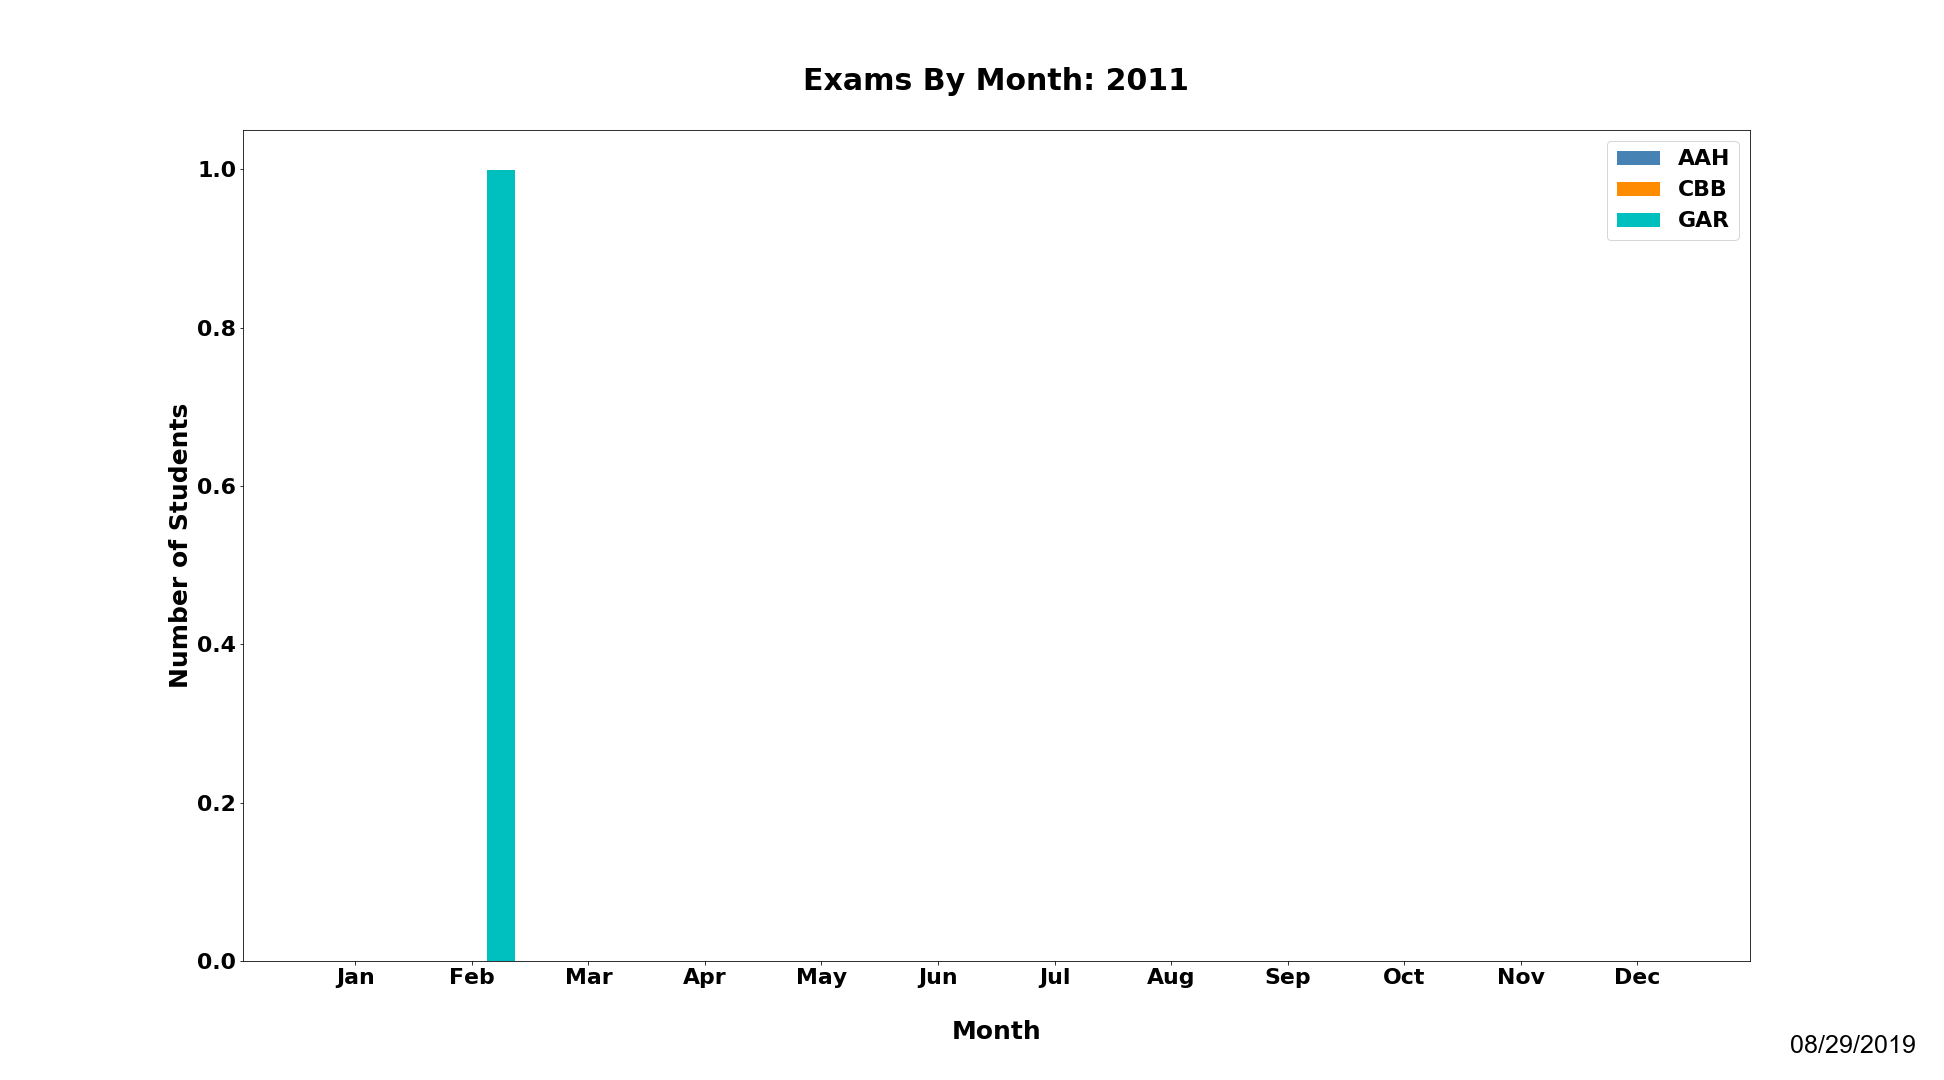 Exams By Month: 2011
AAH
CBB
GAR
1.0
0.8
0.6
0.4
0.2
0.0
Number of Students
Jan Feb Mar Apr May Jun Jul Aug Sep Oct Nov Dec
Month
08/29/2019